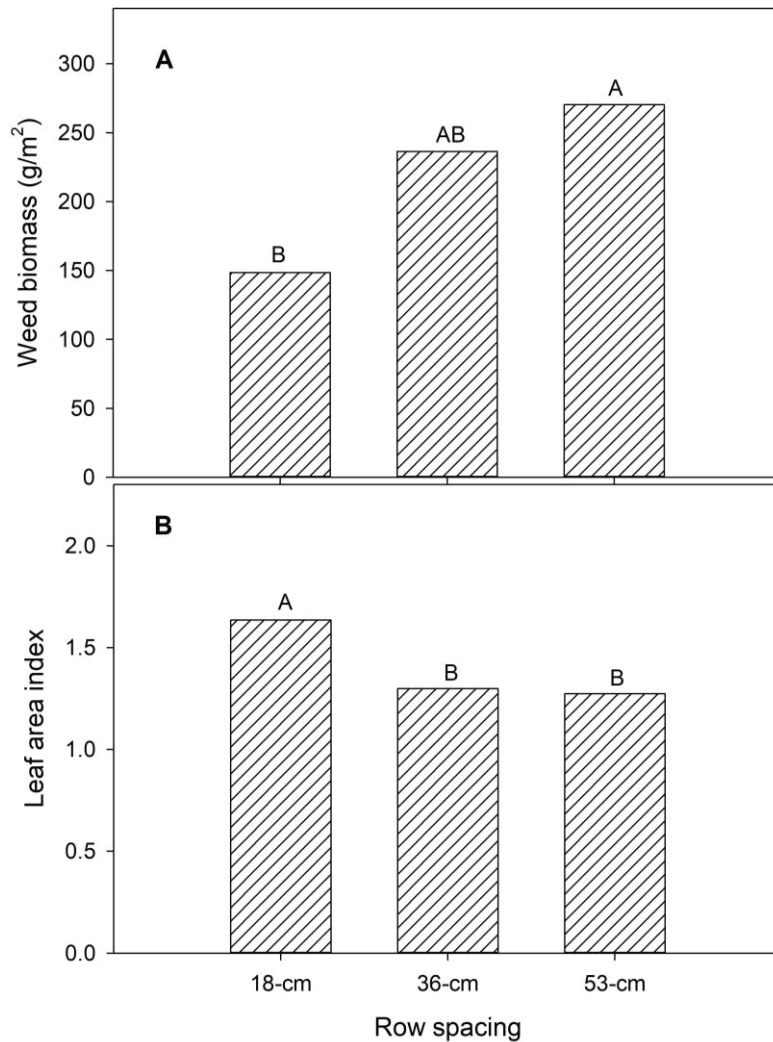 A
300
250
200
150
100
50
0
Weed biomass (g/m²)
B
AB
A
B
2.0
1.5
1.0
0.5
0.0
Leaf area index
A
B
B
18-cm
36-cm
53-cm
Row spacing